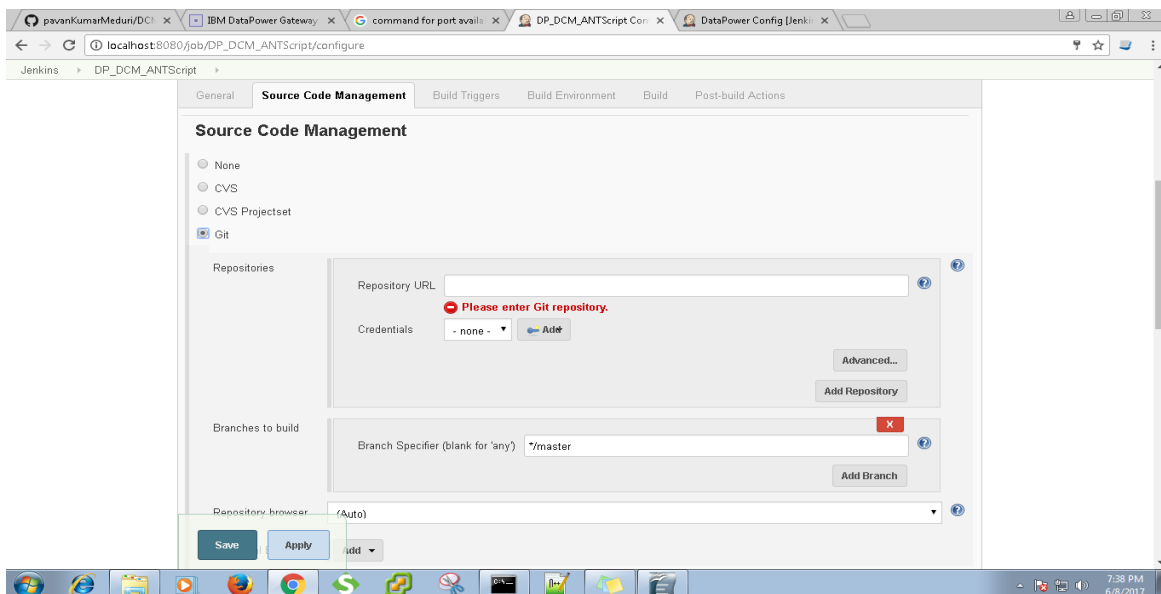 pavanKumarMeduri/DCM
IBM DataPower Gateway
command for port availa
DP_DCM_ANTScript Con
DataPower Config [Jenki
localhost:8080/job/DP_DCM_ANTScript/configure
Jenkins DP_DCM_ANTScript
General Source Code Management Build Triggers Build Environment Build Post-build Actions
Source Code Management
None
CVS
CVS Projectset
Git
Repositories
Repository URL
Please enter Git repository.
Credentials - none - Add
Advanced...
Add Repository
Branches to build
X
Branch Specifier (blank for 'any') */master
Add Branch
Repository browser (Auto)
Save Apply Add
7:38 PM
6/8/2017